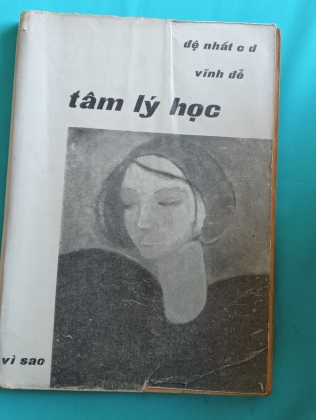 đệ nhất c d
vĩnh đễ
tâm lý học
vì sao